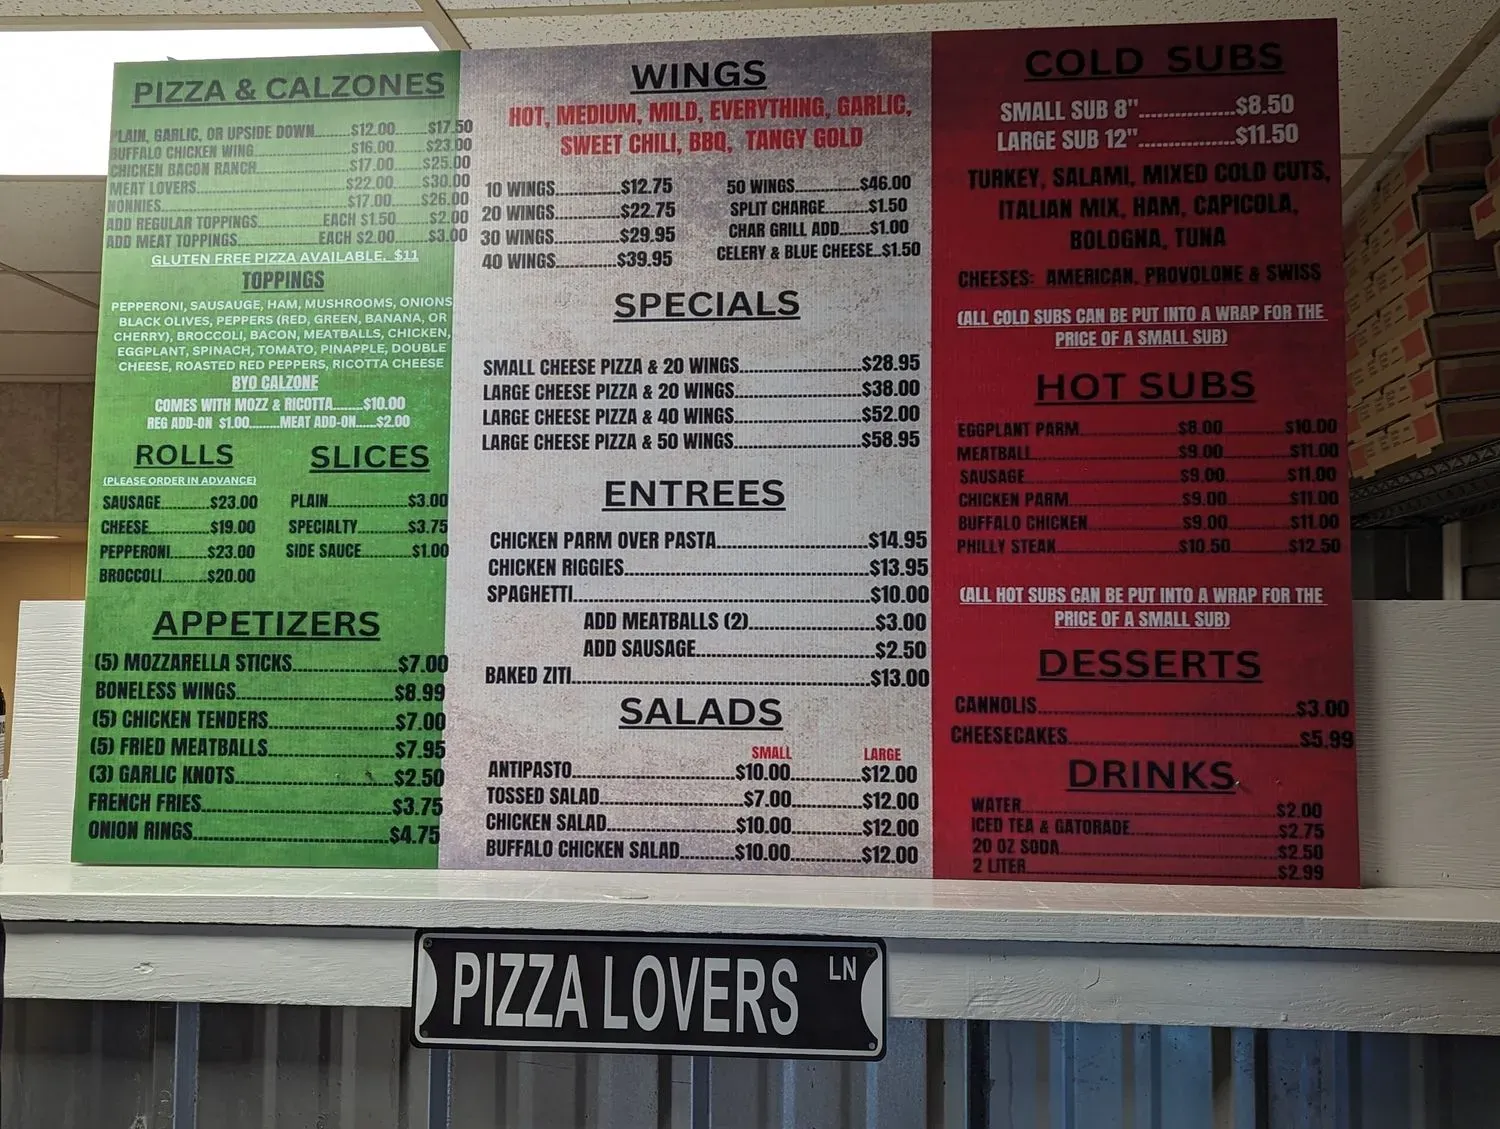 PIZZA & CALZONES
PLAIN, GARLIC, OR UPSIDE DOWN.......$12.00.......$17.50
BUFFALO CHICKEN WING.......$16.00.......$23.00
CHICKEN BACON RANCH.......$17.00.......$25.00
MEAT LOVERS.......$22.00.......$30.00
NONNIES.......$17.00.......$26.00
ADD REGULAR TOPPINGS.......EACH $1.50.......$2.00
ADD MEAT TOPPINGS.......EACH $2.00.......$3.00
GLUTEN FREE PIZZA AVAILABLE. $11
TOPPINGS
PEPPERONI, SAUSAUGE, HAM, MUSHROOMS, ONIONS
BLACK OLIVES, PEPPERS (RED, GREEN, BANANA, OR
CHERRY), BROCCOLI, BACON, MEATBALLS, CHICKEN,
EGGPLANT, SPINACH, TOMATO, PINAPPLE, DOUBLE
CHEESE, ROASTED RED PEPPERS, RICOTTA CHEESE
BYO CALZONE
COMES WITH MOZZ & RICOTTA.......$10.00
REG ADD-ON $1.00.......MEAT ADD-ON.......$2.00
ROLLS
(PLEASE ORDER IN ADVANCE)
SAUSAGE.......$23.00
CHEESE.......$19.00
PEPPERONI.......$23.00
BROCCOLI.......$20.00
SLICES
PLAIN.......$3.00
SPECIALTY.......$3.75
SIDE SAUCE.......$1.00
APPETIZERS
(5) MOZZARELLA STICKS.......$7.00
BONELESS WINGS.......$8.99
(5) CHICKEN TENDERS.......$7.00
(5) FRIED MEATBALLS.......$7.95
(3) GARLIC KNOTS.......$2.50
FRENCH FRIES.......$3.75
ONION RINGS.......$4.75
WINGS
HOT, MEDIUM, MILD, EVERYTHING, GARLIC,
SWEET CHILI, BBQ, TANGY GOLD
10 WINGS.......$12.75
20 WINGS.......$22.75
30 WINGS.......$29.95
40 WINGS.......$39.95
50 WINGS.......$46.00
SPLIT CHARGE.......$1.50
CHAR GRILL ADD.......$1.00
CELERY & BLUE CHEESE..$1.50
SPECIALS
SMALL CHEESE PIZZA & 20 WINGS.......$28.95
LARGE CHEESE PIZZA & 20 WINGS.......$38.00
LARGE CHEESE PIZZA & 40 WINGS.......$52.00
LARGE CHEESE PIZZA & 50 WINGS.......$58.95
ENTREES
CHICKEN PARM OVER PASTA.......$14.95
CHICKEN RIGGIES.......$13.95
SPAGHETTI.......$10.00
ADD MEATBALLS (2).......$3.00
ADD SAUSAGE.......$2.50
BAKED ZITI.......$13.00
SALADS
SMALL LARGE
ANTIPASTO.......$10.00.......$12.00
TOSSED SALAD.......$7.00.......$12.00
CHICKEN SALAD.......$10.00.......$12.00
BUFFALO CHICKEN SALAD.......$10.00.......$12.00
COLD SUBS
SMALL SUB 8".......$8.50
LARGE SUB 12".......$11.50
TURKEY, SALAMI, MIXED COLD CUTS,
ITALIAN MIX, HAM, CAPICOLA,
BOLOGNA, TUNA
CHEESES: AMERICAN, PROVOLONE & SWISS
(ALL COLD SUBS CAN BE PUT INTO A WRAP FOR THE
PRICE OF A SMALL SUB)
HOT SUBS
EGGPLANT PARM.......$8.00.......$10.00
MEATBALL.......$9.00.......$11.00
SAUSAGE.......$9.00.......$11.00
CHICKEN PARM.......$9.00.......$11.00
BUFFALO CHICKEN.......$9.00.......$11.00
PHILLY STEAK.......$10.50.......$12.50
(ALL HOT SUBS CAN BE PUT INTO A WRAP FOR THE
PRICE OF A SMALL SUB)
DESSERTS
CANNOLIS.......$3.00
CHEESECAKES.......$5.99
DRINKS
WATER.......$2.00
ICED TEA & GATORADE.......$2.75
20 OZ SODA.......$2.50
2 LITER.......$2.99
PIZZA LOVERS LN